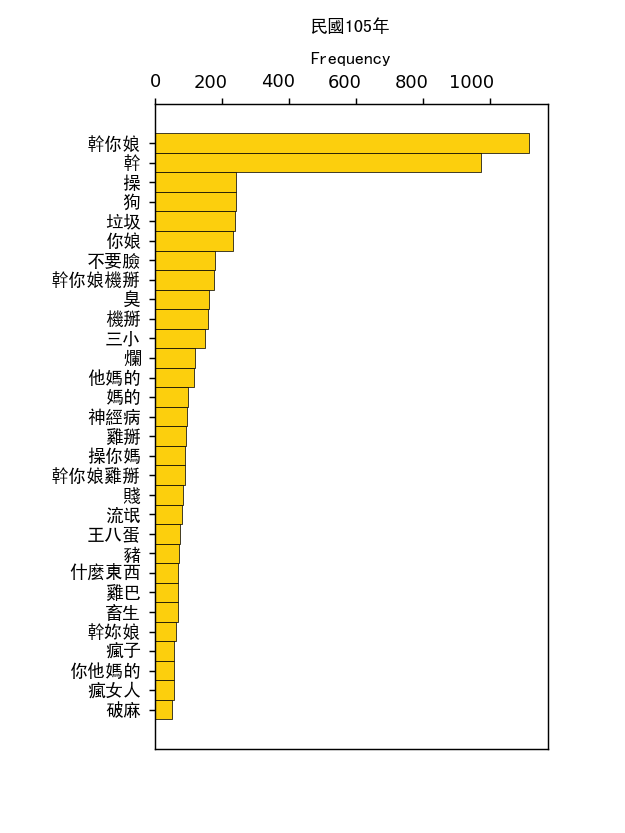 民國105年
Frequency
0 200 400 600 800 1000
幹你娘
幹
操
狗
垃圾
你娘
不要臉
幹你娘機掰
臭
機掰
三小
爛
他媽的
媽的
神經病
雞掰
操你媽
幹你娘雞掰
賤
流氓
王八蛋
豬
什麼東西
雞巴
畜生
幹妳娘
瘋子
你他媽的
瘋女人
破麻